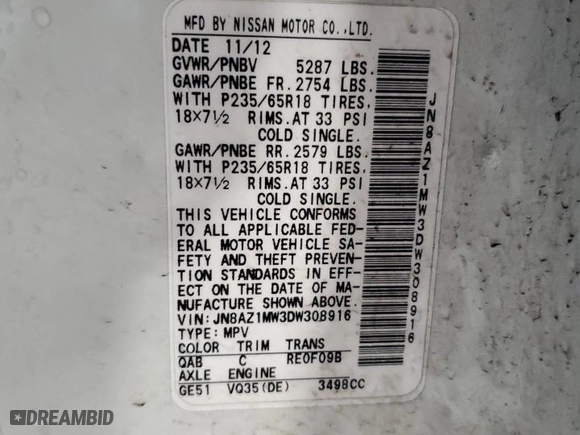 MFD BY NISSAN MOTOR CO.,LTD.
DATE 11/12
GVWR/PNBV 5287 LBS.
GAWR/PNBE FR. 2754 LBS.
WITH P235/65R18 TIRES,
18×7½ RIMS. AT 33 PSI
COLD SINGLE.
GAWR/PNBE RR. 2579 LBS.
WITH P235/65R18 TIRES,
18×7½ RIMS. AT 33 PSI
COLD SINGLE.
THIS VEHICLE CONFORMS
TO ALL APPLICABLE FED-
ERAL MOTOR VEHICLE SA-
FETY AND THEFT PREVEN-
TION STANDARDS IN EFF-
ECT ON THE DATE OF MA-
NUFACTURE SHOWN ABOVE.
VIN: JN8AZ1MW3DW308916
TYPE: MPV
COLOR TRIM TRANS
QAB C RE0F09B
AXLE ENGINE
GE51 VQ35(DE) 3498CC
JN8AZ1MW3DW308916
DREAMBID